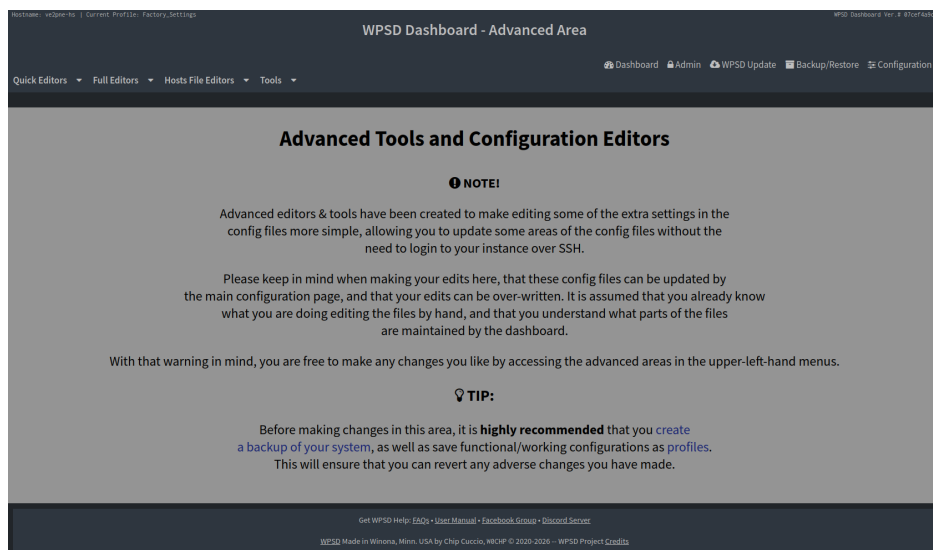 Hostname: ve2pne-hs | Current Profile: Factory_Settings
WPSD Dashboard Ver.#
WPSD Dashboard - Advanced Area
Dashboard Admin WPSD Update Backup/Restore Configuration
Quick Editors Full Editors Hosts File Editors Tools
Advanced Tools and Configuration Editors
NOTE!
Advanced editors & tools have been created to make editing some of the extra settings in the
config files more simple, allowing you to update some areas of the config files without the
need to login to your instance over SSH.
Please keep in mind when making your edits here, that these config files can be updated by
the main configuration page, and that your edits can be over-written. It is assumed that you already know
what you are doing editing the files by hand, and that you understand what parts of the files
are maintained by the dashboard.
With that warning in mind, you are free to make any changes you like by accessing the advanced areas in the upper-left-hand menus.
TIP:
Before making changes in this area, it is highly recommended that you create
a backup of your system, as well as save functional/working configurations as profiles.
This will ensure that you can revert any adverse changes you have made.
Get WPSD Help: FAQs • User Manual • Facebook Group • Discord Server
WPSD Made in Winona, Minn. USA by Chip Cuccio, W0CHP © 2020-2026 -- WPSD Project Credits